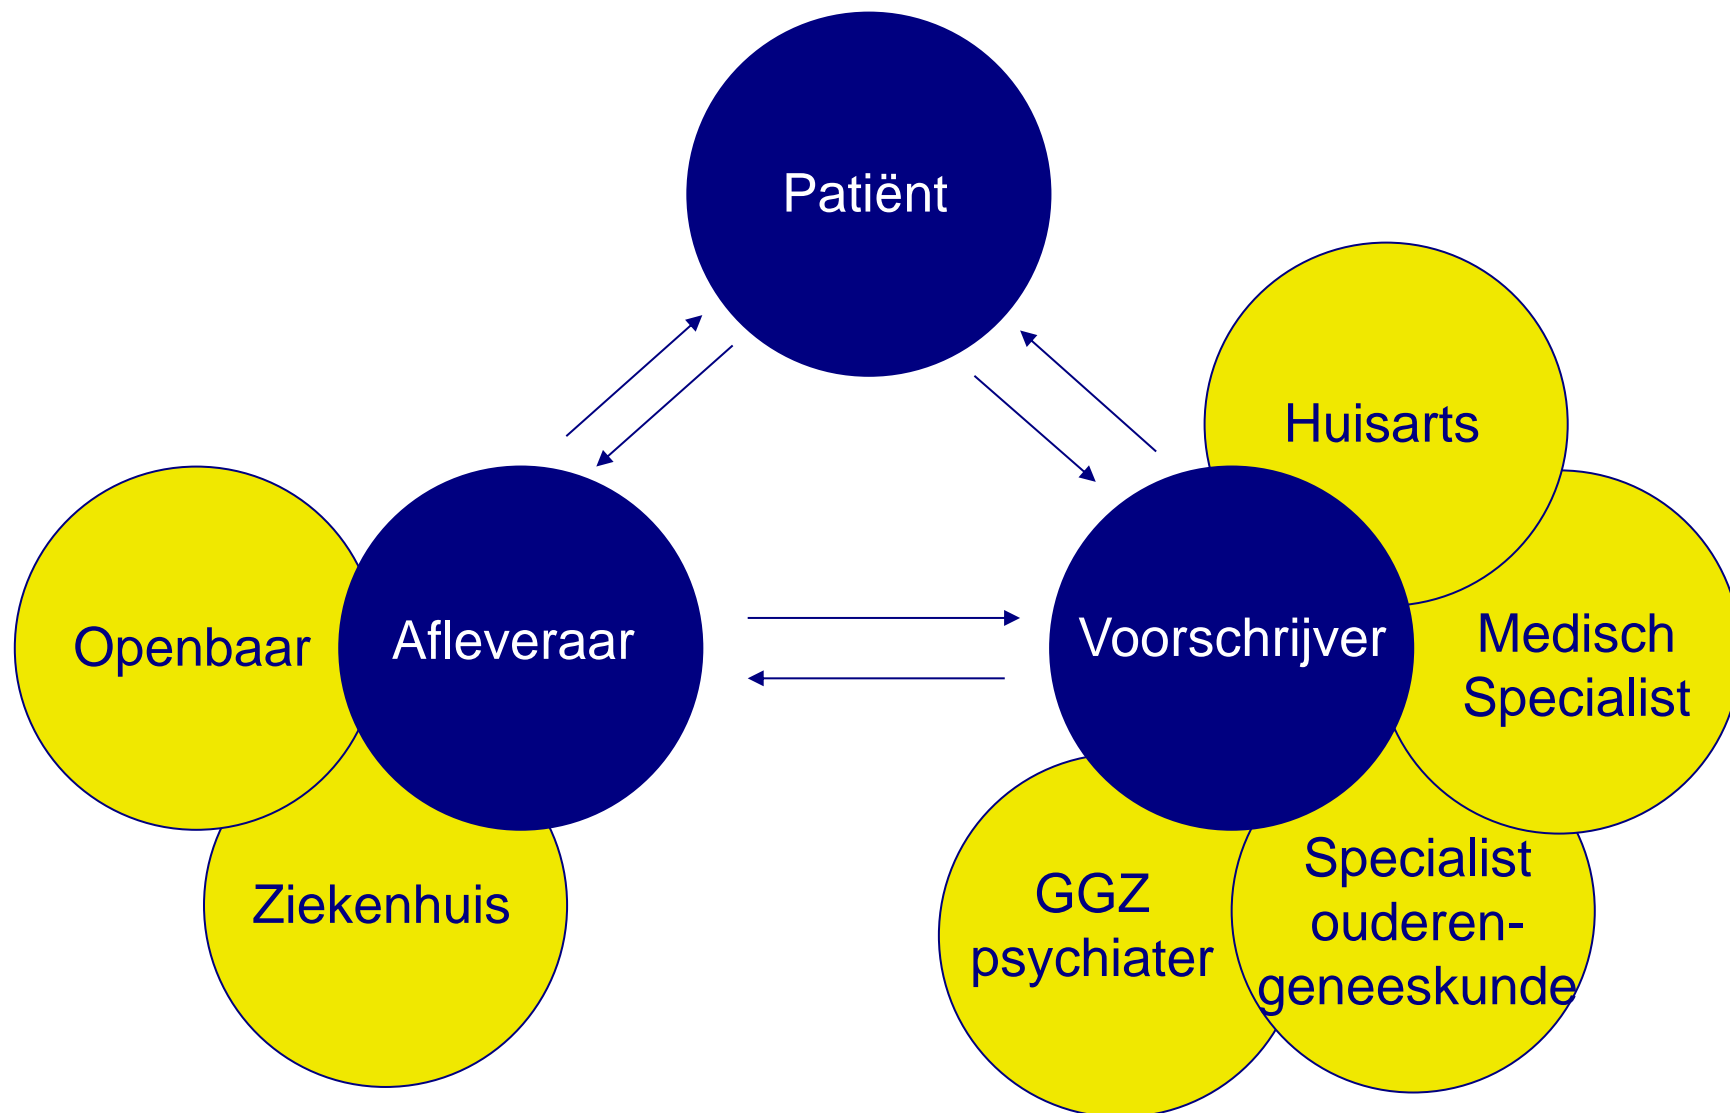 Patiënt
Huisarts
Openbaar
Afleveraar
Voorschrijver
Medisch
Specialist
Ziekenhuis
GGZ
psychiater
Specialist
ouderen-
geneeskunde